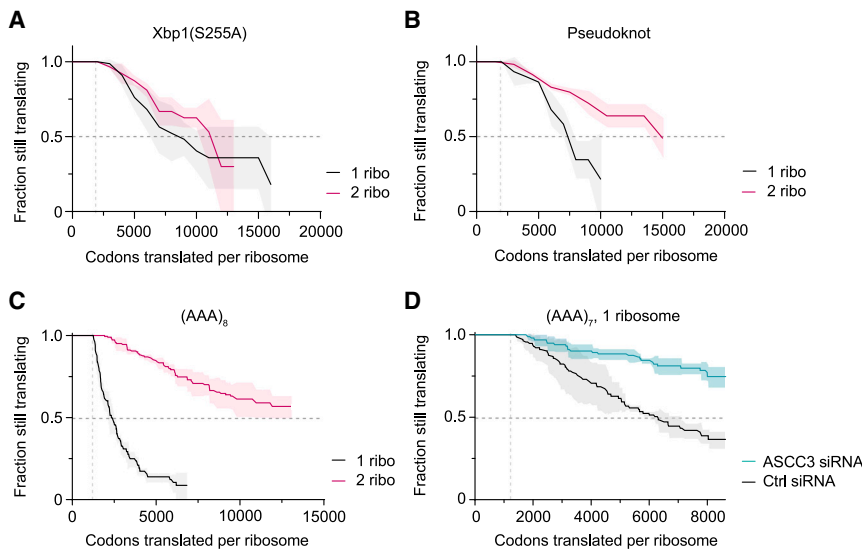 A
Xbp1(S255A)
Fraction still translating
1.0
0.5
0
0 5000 10000 15000 20000
Codons translated per ribosome
1 ribo
2 ribo
B
Pseudoknot
Fraction still translating
1.0
0.5
0
0 5000 10000 15000 20000
Codons translated per ribosome
1 ribo
2 ribo
C
(AAA)₈
Fraction still translating
1.0
0.5
0
0 5000 10000 15000
Codons translated per ribosome
1 ribo
2 ribo
D
(AAA)₇, 1 ribosome
Fraction still translating
1.0
0.5
0
0 2000 4000 6000 8000
Codons translated per ribosome
ASCC3 siRNA
Ctrl siRNA